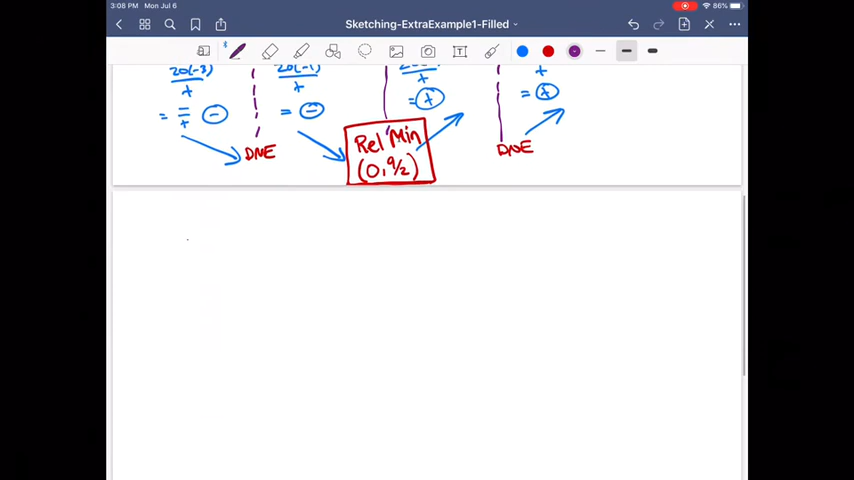 3:08 PM Mon Jul 6
86%
Sketching-ExtraExample1-Filled
T
20(-3)
+
= -/+ -
DNE
20(-1)
+
= -
Rel Min
(0, 9/2)
+
= +
+
= +
DNE